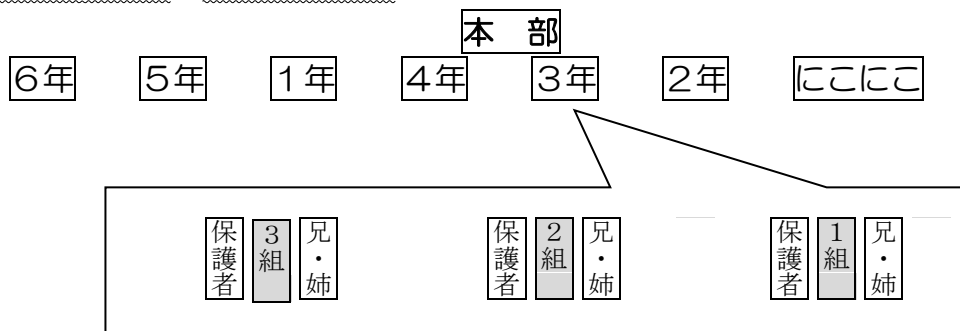 本　部
６年　５年　１年　４年　３年　２年　にこにこ
保護者　３組　兄・姉　保護者　２組　兄・姉　保護者　１組　兄・姉